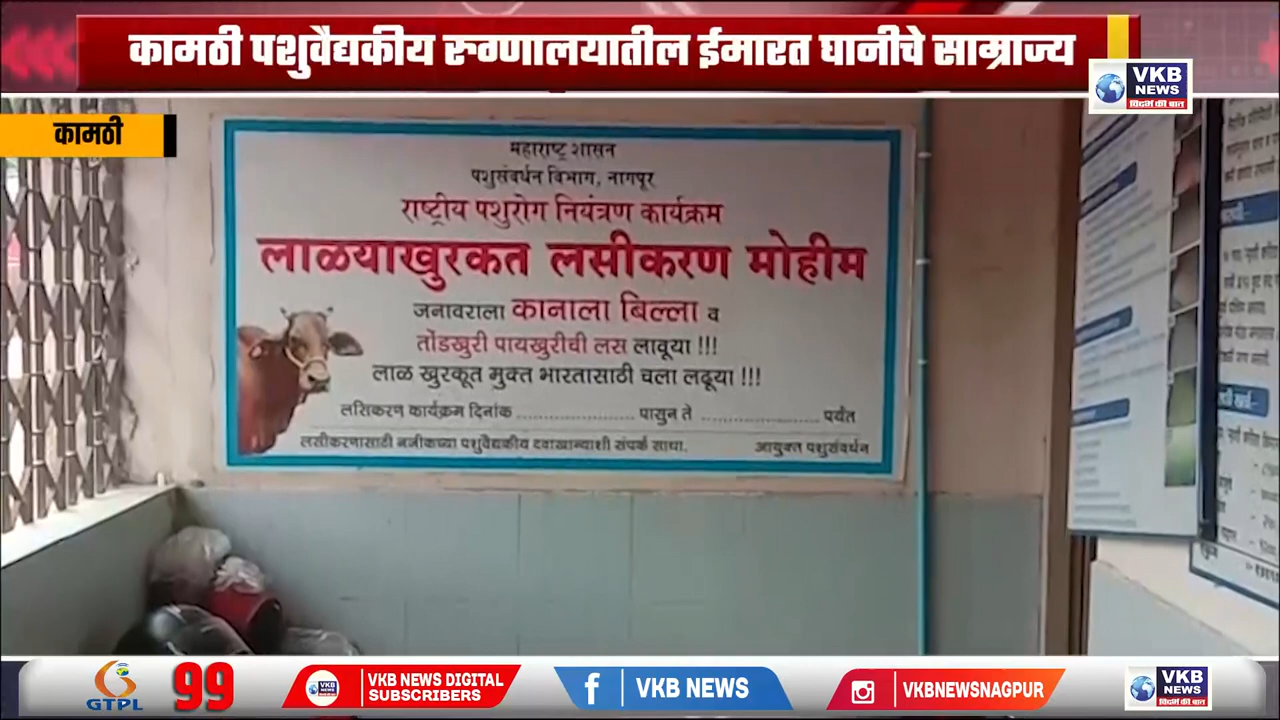 कामठी पशुवैद्यकीय रुग्णालयातील ईमारत घानीचे साम्राज्य
VKB
NEWS
विदर्भ की बात
कामठी
महाराष्ट्र शासन
पशुसंवर्धन विभाग, नागपूर
राष्ट्रीय पशुरोग नियंत्रण कार्यक्रम
लाळयाखुरकत लसीकरण मोहीम
जनावराला कानाला बिल्ला व
तोंडखुरी पायखुरीची लस लावूया !!!
लाळ खुरकूत मुक्त भारतासाठी चला लढूया !!!
लसिकरण कार्यक्रम दिनांक ........................ पासुन ते ........................ पर्यंत
लसीकरणासाठी नजीकच्या पशुवैद्यकीय दवाखान्याशी संपर्क साधा. आयुक्त पशुसंवर्धन
GTPL
99
VKB NEWS DIGITAL
SUBSCRIBERS
VKB NEWS
VKBNEWSNAGPUR
VKB
NEWS
विदर्भ की बात